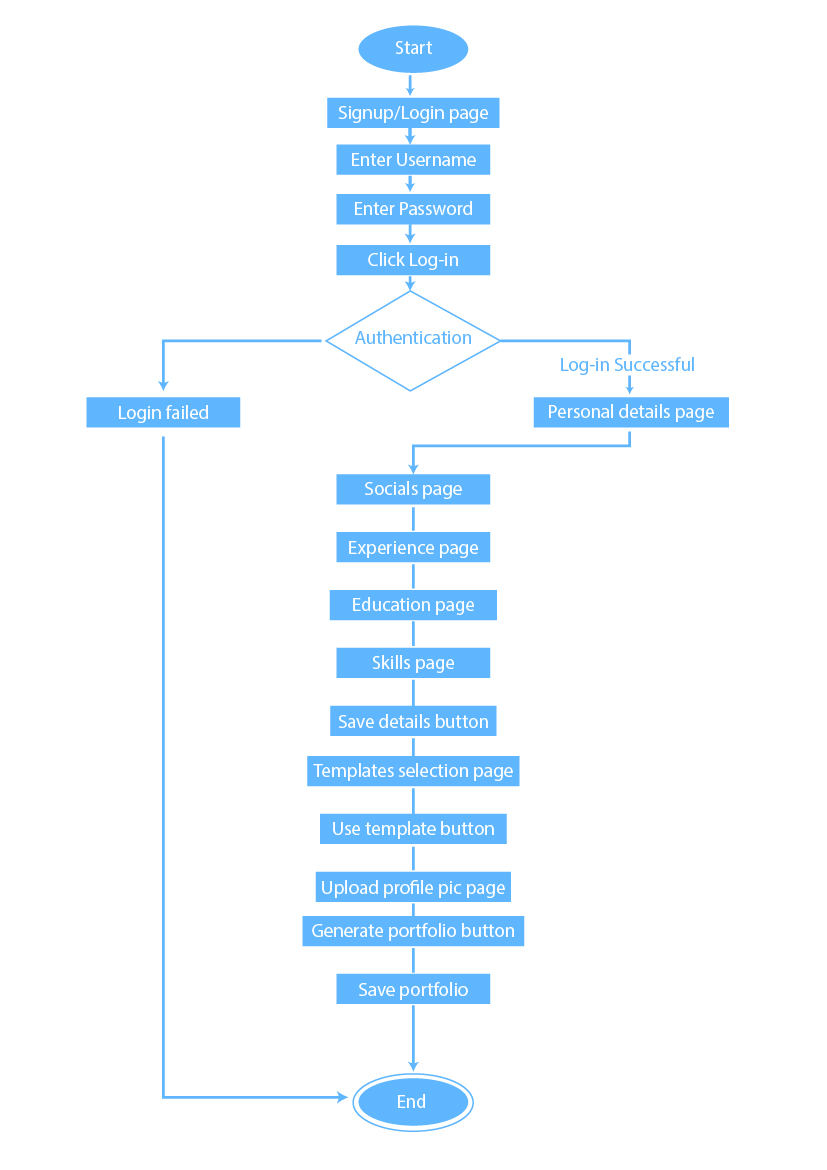 Start
Signup/Login page
Enter Username
Enter Password
Click Log-in
Authentication
Log-in Successful
Login failed
Personal details page
Socials page
Experience page
Education page
Skills page
Save details button
Templates selection page
Use template button
Upload profile pic page
Generate portfolio button
Save portfolio
End